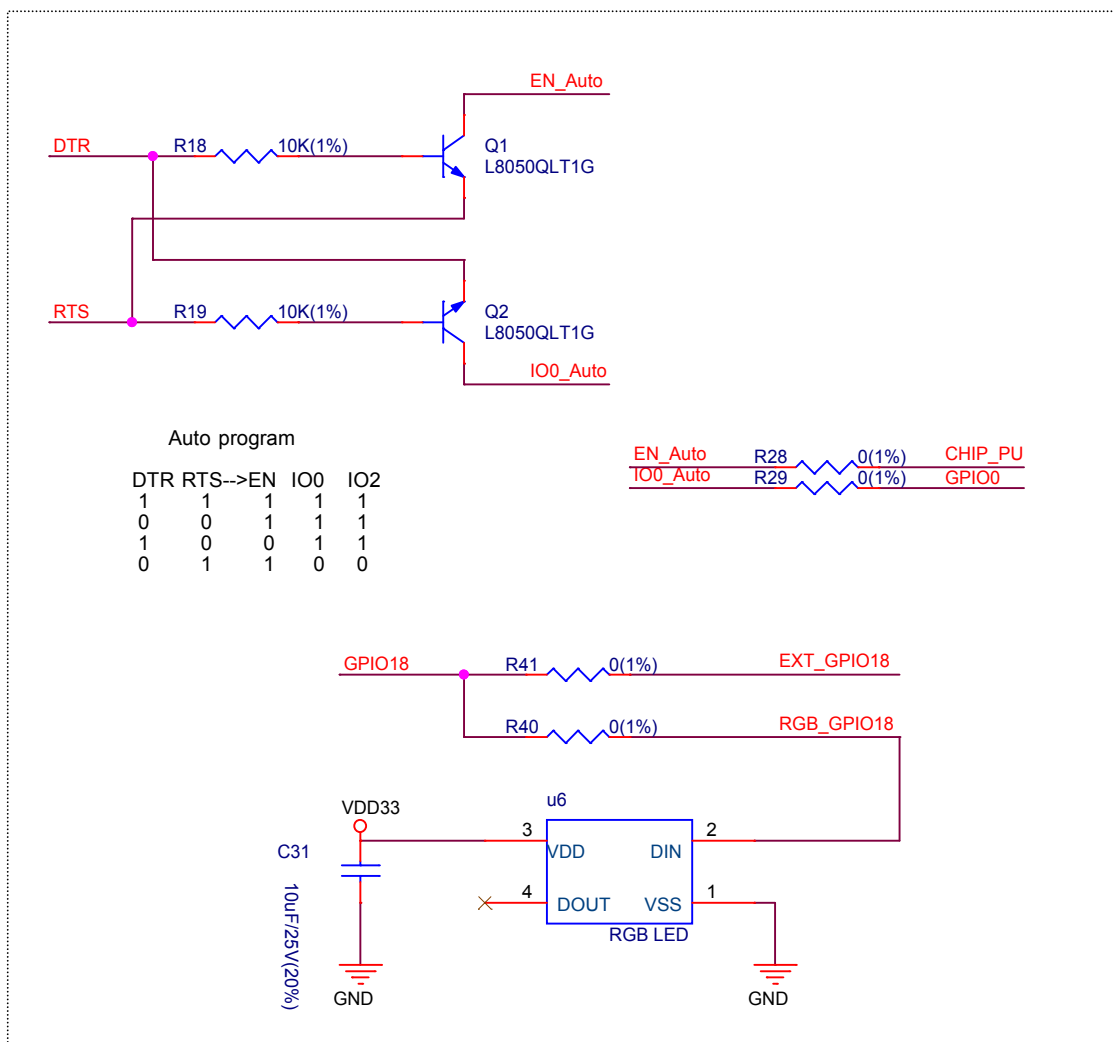 EN_Auto
DTR R18 10K(1%) Q1
L8050QLT1G
RTS R19 10K(1%) Q2
L8050QLT1G
IO0_Auto
Auto program
DTR RTS-->EN IO0 IO2
1 1 1 1 1
0 0 1 1 1
1 0 0 1 1
0 1 1 0 0
EN_Auto R28 0(1%) CHIP_PU
IO0_Auto R29 0(1%) GPIO0
GPIO18 R41 0(1%) EXT_GPIO18
R40 0(1%) RGB_GPIO18
u6
VDD33
3 VDD DIN 2
C31
10uF/25V(20%)
4 DOUT VSS 1
RGB LED
GND GND